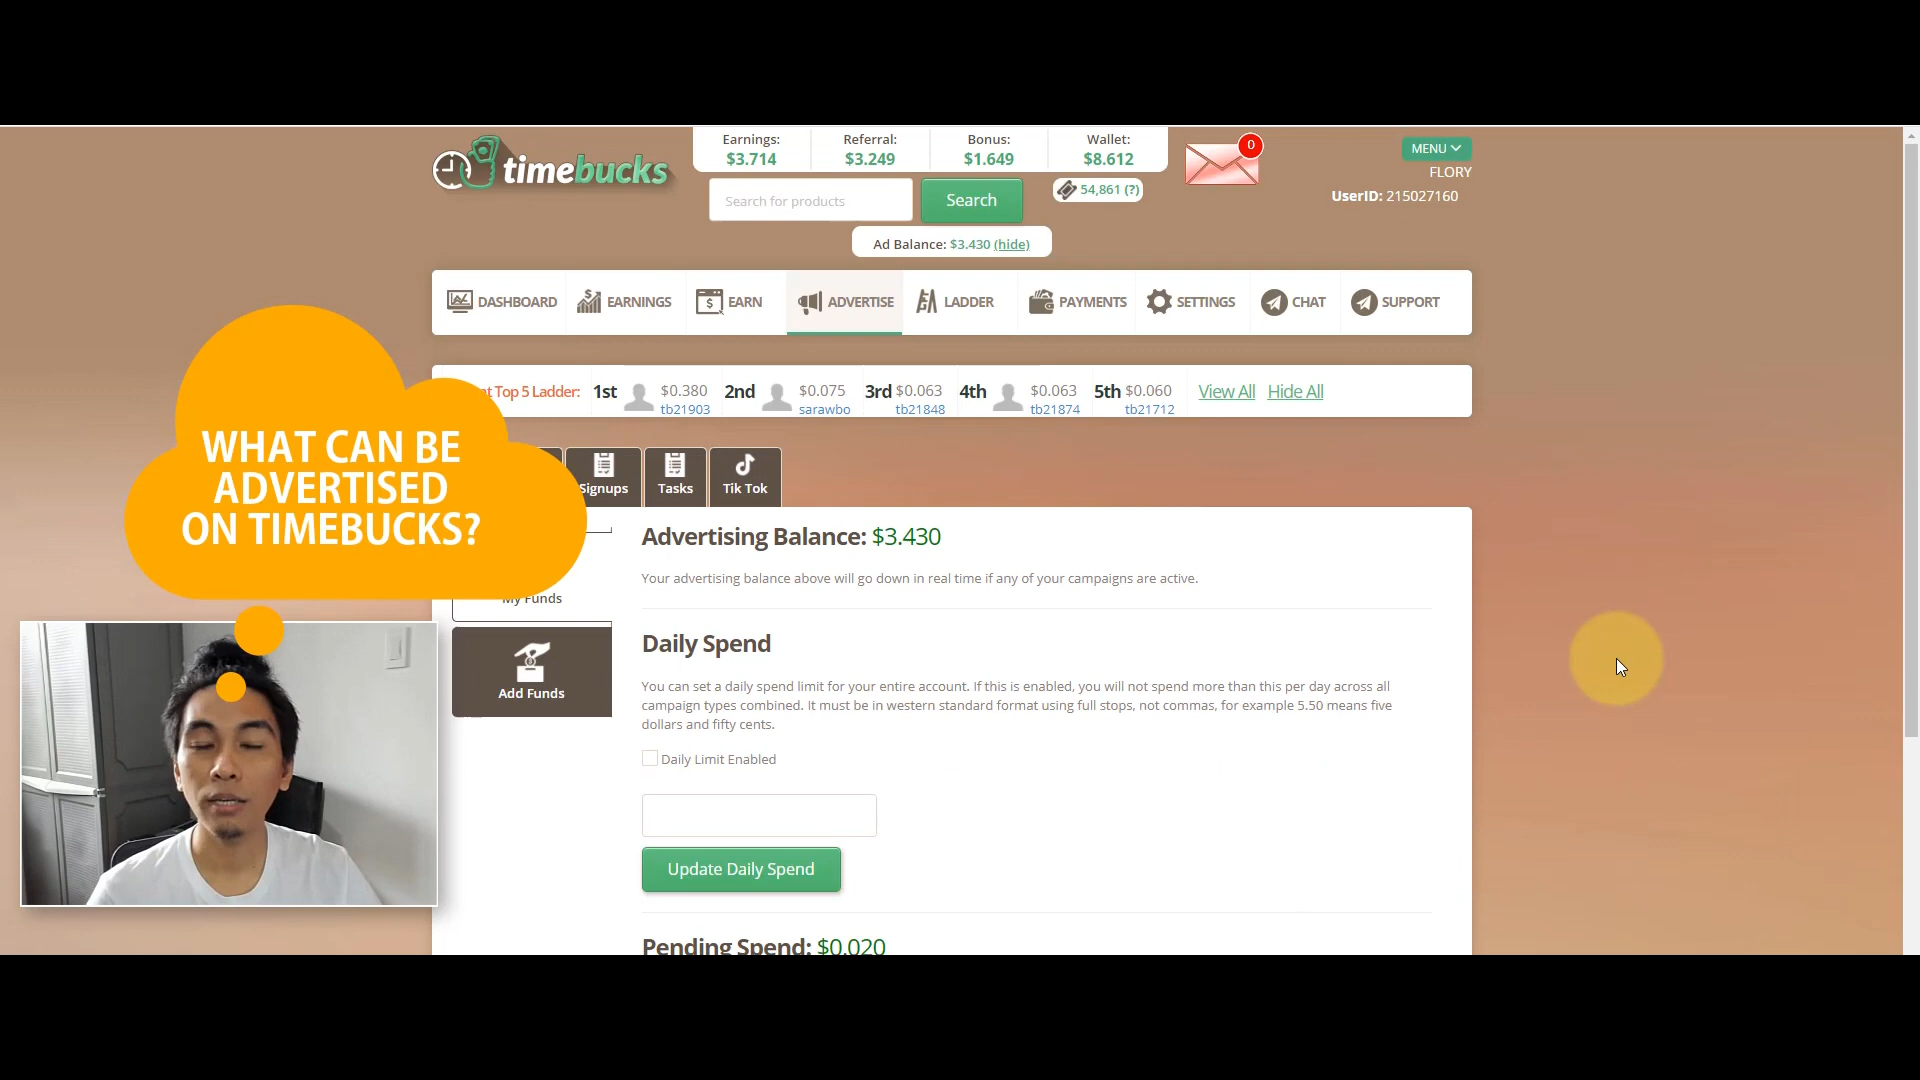 timebucks
Earnings:
$3.714
Referral:
$3.249
Bonus:
$1.649
Wallet:
$8.612
0
MENU
FLORY
UserID: 215027160
Search for products
Search
54,861 (?)
Ad Balance: $3.430 (hide)
DASHBOARD
EARNINGS
EARN
ADVERTISE
LADDER
PAYMENTS
SETTINGS
CHAT
SUPPORT
Top 5 Ladder:
1st
$0.380
tb21903
2nd
$0.075
sarawbo
3rd
$0.063
tb21848
4th
$0.063
tb21874
5th
$0.060
tb21712
View All
Hide All
WHAT CAN BE
ADVERTISED
ON TIMEBUCKS?
Signups
Tasks
Tik Tok
My Funds
Add Funds
Advertising Balance: $3.430
Your advertising balance above will go down in real time if any of your campaigns are active.
Daily Spend
You can set a daily spend limit for your entire account. If this is enabled, you will not spend more than this per day across all
campaign types combined. It must be in western standard format using full stops, not commas, for example 5.50 means five
dollars and fifty cents.
Daily Limit Enabled
Update Daily Spend
Pending Spend: $0.020